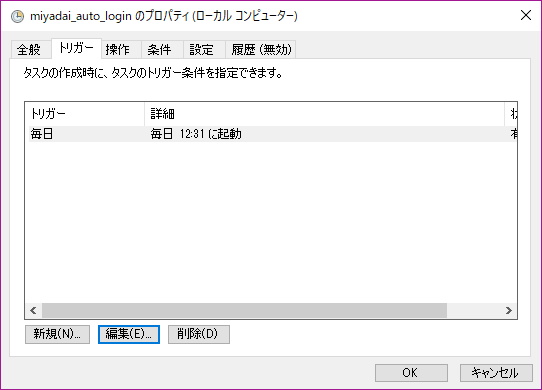 miyadai_auto_login のプロパティ (ローカル コンピューター)
全般 トリガー 操作 条件 設定 履歴 (無効)
タスクの作成時に、タスクのトリガー条件を指定できます。
トリガー 詳細
毎日 毎日 12:31 に起動
新規(N)... 編集(E)... 削除(D)
OK キャンセル